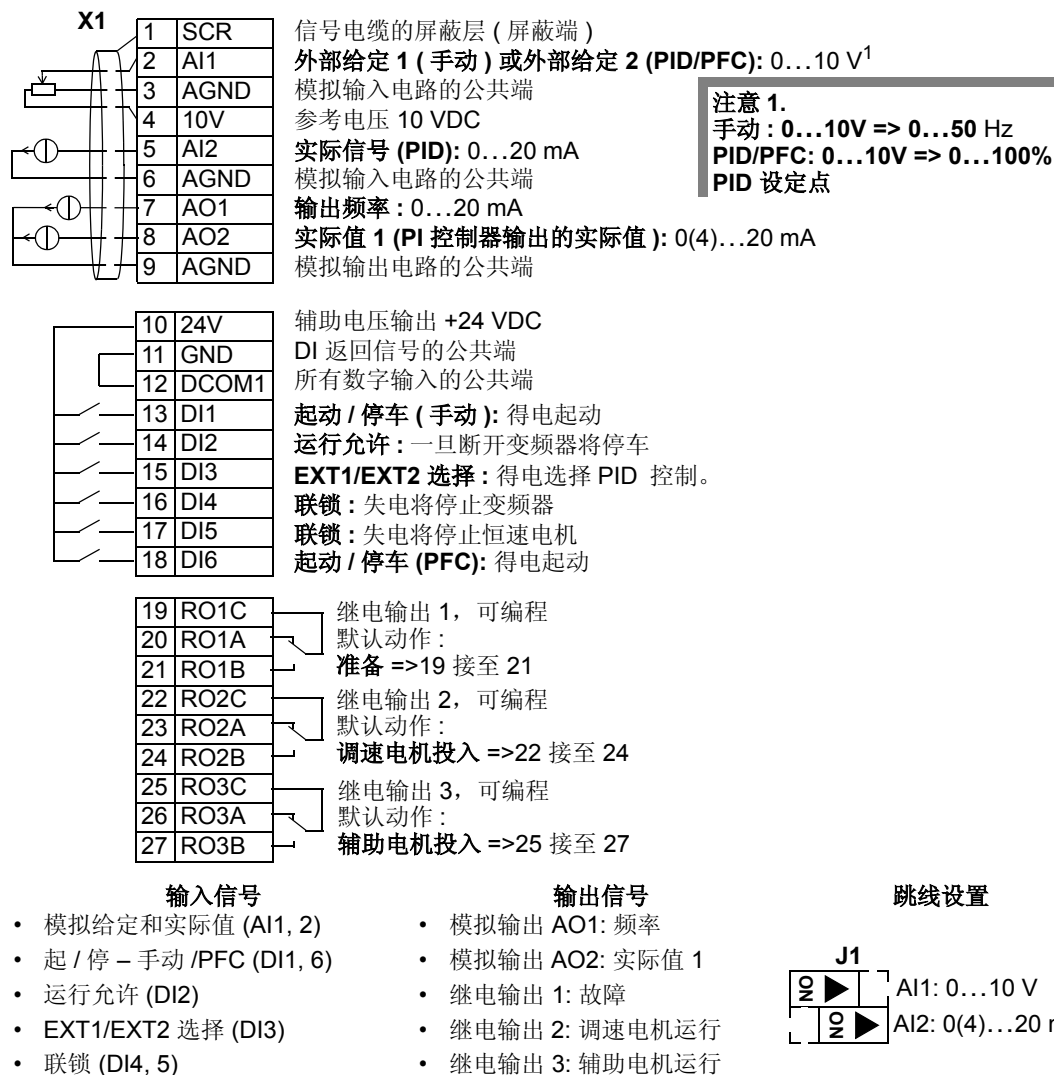 X1
1 SCR 信号电缆的屏蔽层 ( 屏蔽端 )
2 AI1 外部给定 1 ( 手动 ) 或外部给定 2 (PID/PFC): 0…10 V1
3 AGND 模拟输入电路的公共端
4 10V 参考电压 10 VDC
5 AI2 实际信号 (PID): 0…20 mA
6 AGND 模拟输入电路的公共端
7 AO1 输出频率 : 0…20 mA
8 AO2 实际值 1 (PI 控制器输出的实际值 ): 0(4)…20 mA
9 AGND 模拟输出电路的公共端
注意 1.
手动 : 0…10V => 0…50 Hz
PID/PFC: 0…10V => 0…100%
PID 设定点
10 24V 辅助电压输出 +24 VDC
11 GND DI 返回信号的公共端
12 DCOM1 所有数字输入的公共端
13 DI1 起动 / 停车 ( 手动 ): 得电起动
14 DI2 运行允许 : 一旦断开变频器将停车
15 DI3 EXT1/EXT2 选择 : 得电选择 PID 控制。
16 DI4 联锁 : 失电将停止变频器
17 DI5 联锁 : 失电将停止恒速电机
18 DI6 起动 / 停车 (PFC): 得电起动
19 RO1C 继电输出 1，可编程
20 RO1A 默认动作 :
21 RO1B 准备 =>19 接至 21
22 RO2C 继电输出 2，可编程
23 RO2A 默认动作 :
24 RO2B 调速电机投入 =>22 接至 24
25 RO3C 继电输出 3，可编程
26 RO3A 默认动作 :
27 RO3B 辅助电机投入 =>25 接至 27
输入信号
• 模拟给定和实际值 (AI1, 2)
• 起 / 停 – 手动 /PFC (DI1, 6)
• 运行允许 (DI2)
• EXT1/EXT2 选择 (DI3)
• 联锁 (DI4, 5)
输出信号
• 模拟输出 AO1: 频率
• 模拟输出 AO2: 实际值 1
• 继电输出 1: 故障
• 继电输出 2: 调速电机运行
• 继电输出 3: 辅助电机运行
跳线设置
J1
ON AI1: 0…10 V
ON AI2: 0(4)…20